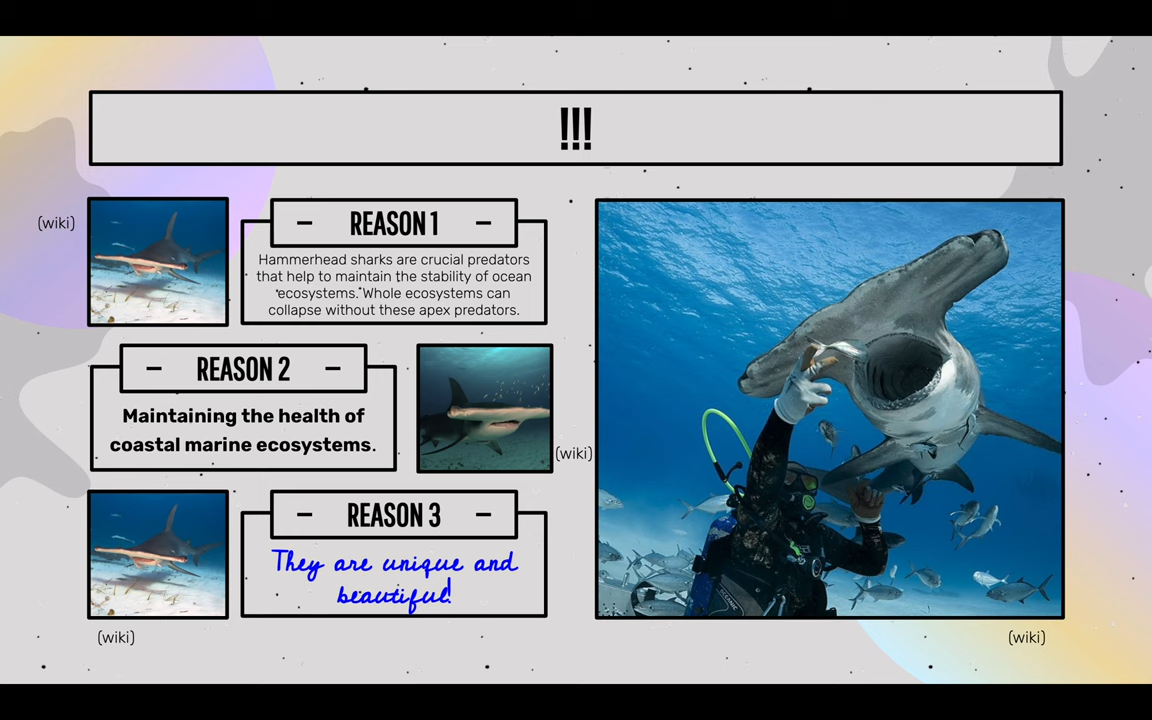 !!!
(wiki)
– REASON 1 –
Hammerhead sharks are crucial predators
that help to maintain the stability of ocean
ecosystems. Whole ecosystems can
collapse without these apex predators.
– REASON 2 –
Maintaining the health of
coastal marine ecosystems.
(wiki)
– REASON 3 –
They are unique and
beautiful!
(wiki)
(wiki)